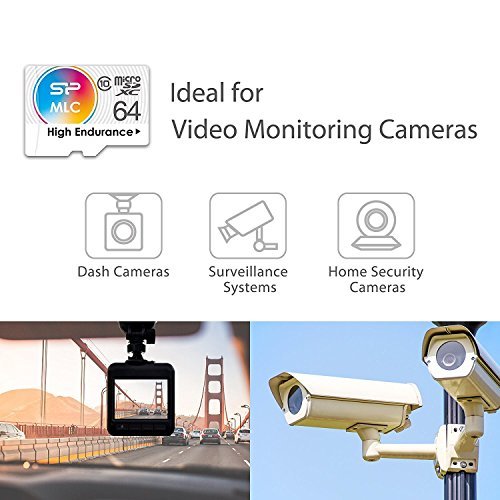 SP
MLC
10
micro
SD
XC
64
High Endurance
Ideal for
Video Monitoring Cameras
Dash Cameras
Surveillance
Systems
Home Security
Cameras